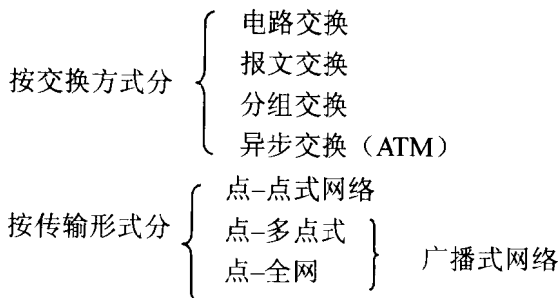 电路交换
报文交换
按交换方式分
分组交换
异步交换（ATM）
点–点式网络
按传输形式分
点–多点式
点–全网
广播式网络